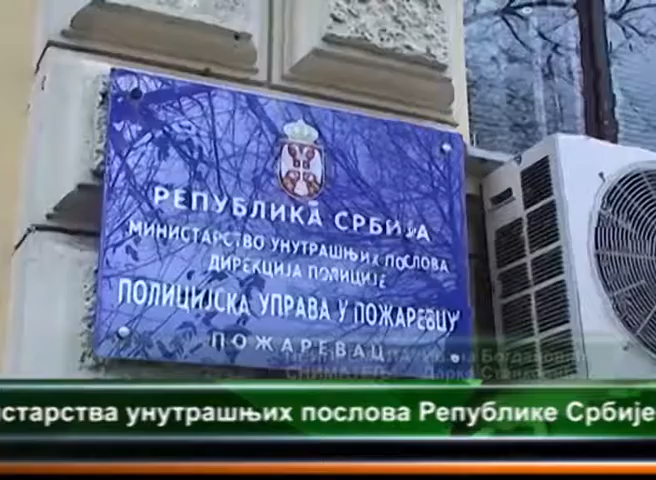 РЕПУБЛИКА СРБИЈА
МИНИСТАРСТВО УНУТРАШЊИХ ПОСЛОВА
ДИРЕКЦИЈА ПОЛИЦИЈЕ
ПОЛИЦИЈСКА УПРАВА У ПОЖАРЕВЦУ
ПОЖАРЕВАЦ
старства унутрашњих послова Републике Србије